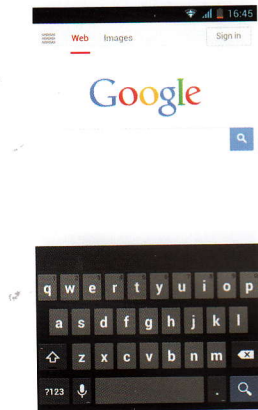 16:45
Web Images Sign in
Google
q w e r t y u i o p
a s d f g h j k l
z x c v b n m
?123 .